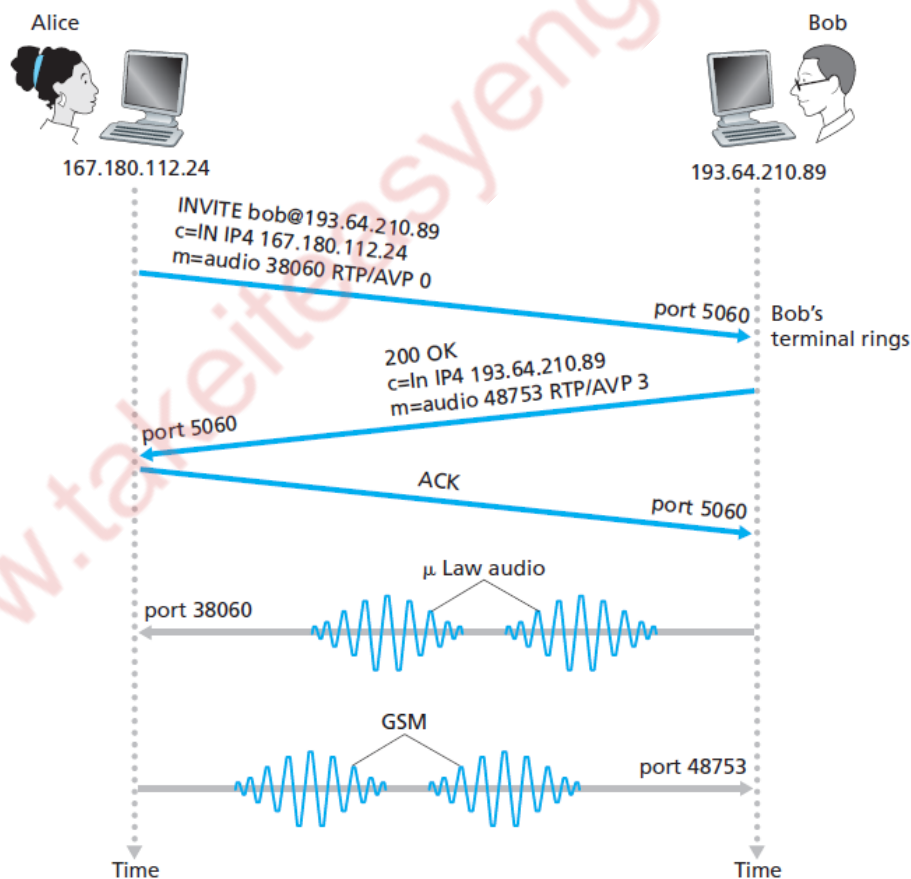 Alice
Bob
167.180.112.24
193.64.210.89
INVITE bob@193.64.210.89
c=IN IP4 167.180.112.24
m=audio 38060 RTP/AVP 0
port 5060
Bob's
terminal rings
200 OK
c=In IP4 193.64.210.89
m=audio 48753 RTP/AVP 3
port 5060
ACK
port 5060
μ Law audio
port 38060
GSM
port 48753
Time
Time
w.takeiteasyeng